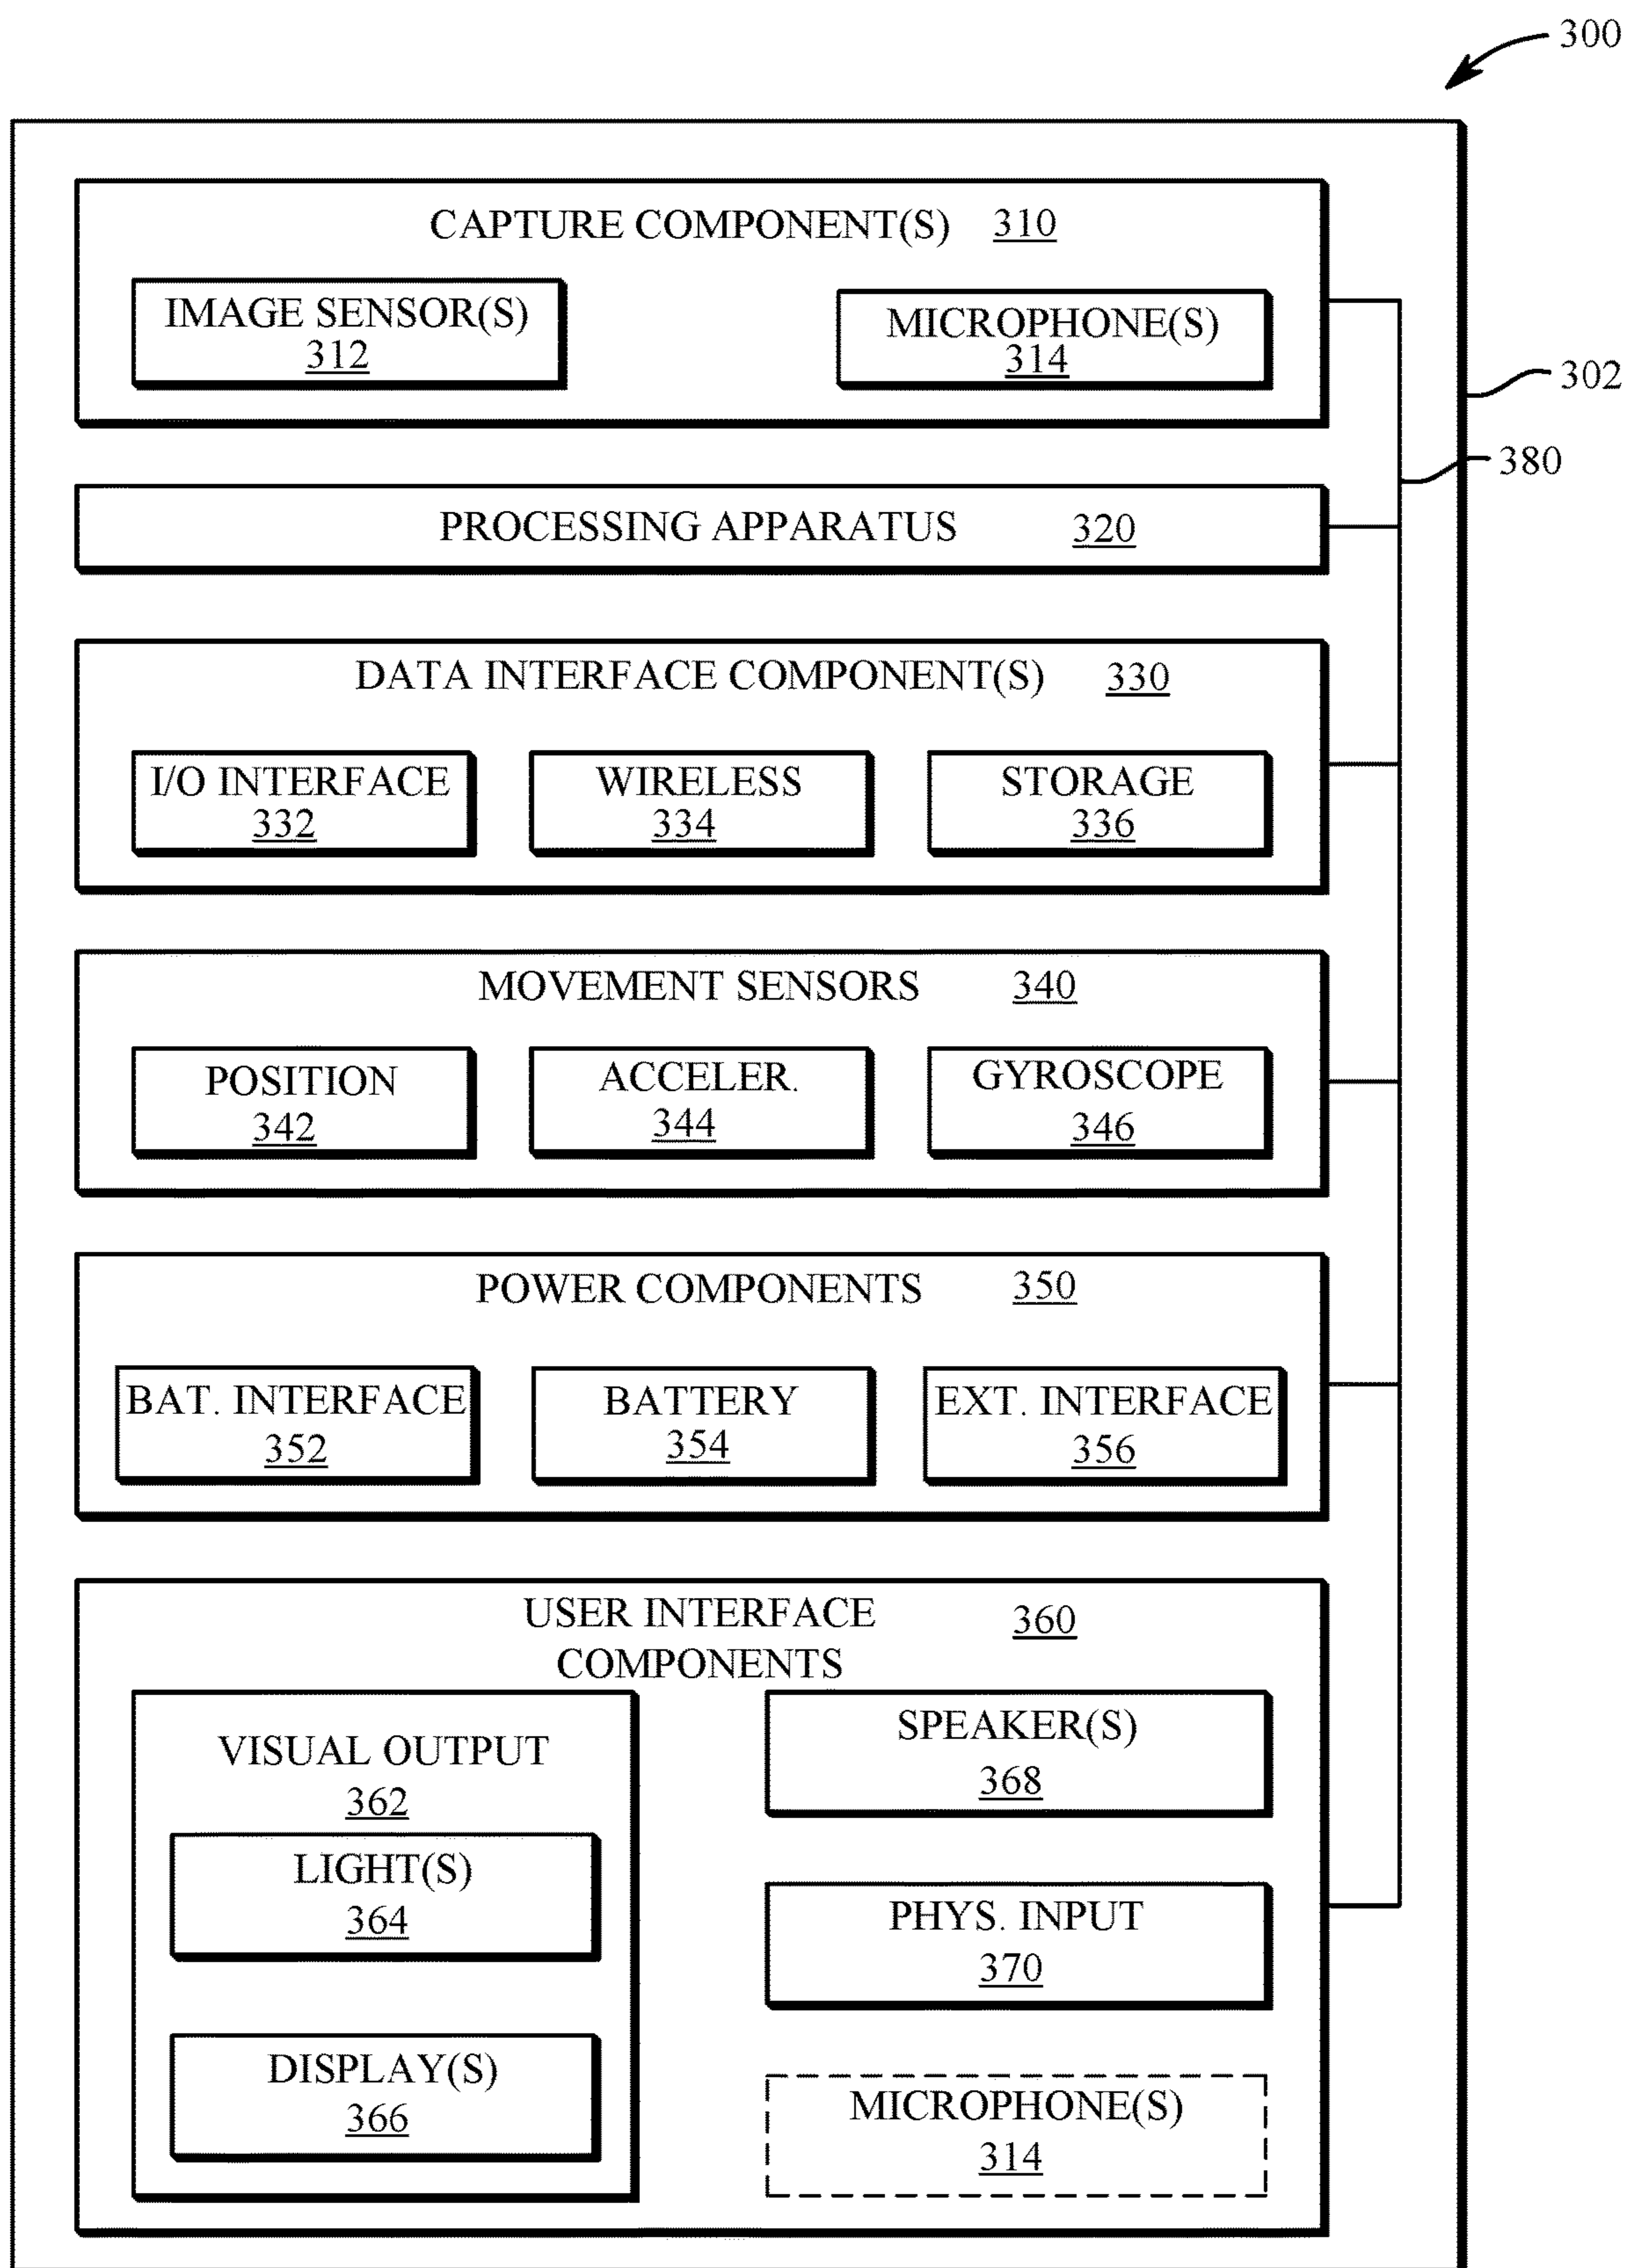 300
CAPTURE COMPONENT(S) 310
IMAGE SENSOR(S)
312
MICROPHONE(S)
314
302
380
PROCESSING APPARATUS 320
DATA INTERFACE COMPONENT(S) 330
I/O INTERFACE
332
WIRELESS
334
STORAGE
336
MOVEMENT SENSORS 340
POSITION
342
ACCELER.
344
GYROSCOPE
346
POWER COMPONENTS 350
BAT. INTERFACE
352
BATTERY
354
EXT. INTERFACE
356
USER INTERFACE 360
COMPONENTS
VISUAL OUTPUT
362
LIGHT(S)
364
DISPLAY(S)
366
SPEAKER(S)
368
PHYS. INPUT
370
MICROPHONE(S)
314